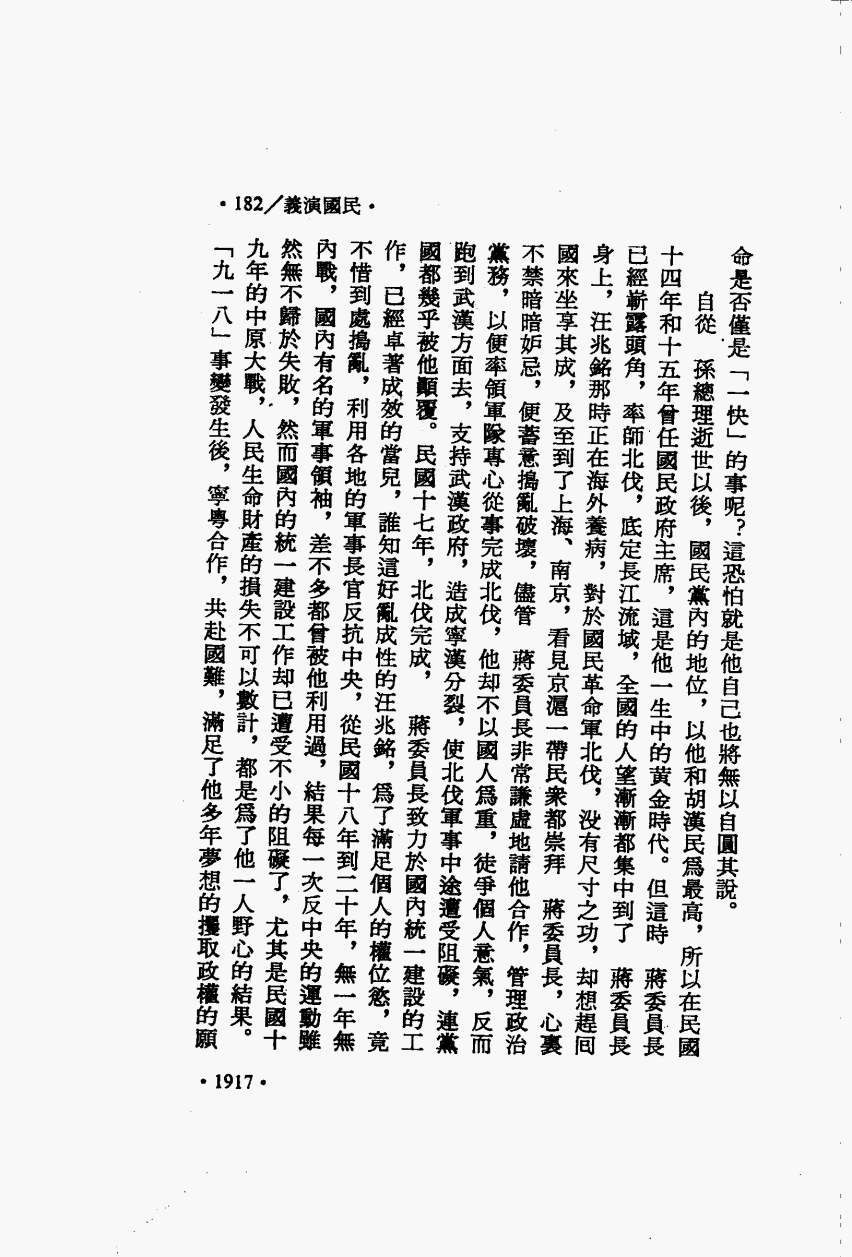 ·182／義演國民·
命是否僅是「一快」的事呢？這恐怕就是他自己也將無以自圓其說。
自從　孫總理逝世以後，國民黨內的地位，以他和胡漢民爲最高，所以在民國
十四年和十五年曾任國民政府主席，這是他一生中的黃金時代。但這時　蔣委員長
已經嶄露頭角，率師北伐，底定長江流域，全國的人望漸漸都集中到了　蔣委員長
身上，汪兆銘那時正在海外養病，對於國民革命軍北伐，没有尺寸之功，却想趕回
國來坐享其成，及至到了上海、南京，看見京滬一帶民衆都崇拜　蔣委員長，心裏
不禁暗暗妒忌，便蓄意搗亂破壞，儘管　蔣委員長非常謙虛地請他合作，管理政治
黨務，以便率領軍隊專心從事完成北伐，他却不以國人爲重，徒爭個人意氣，反而
跑到武漢方面去，支持武漢政府，造成寧漢分裂，使北伐軍事中途遭受阻礙，連黨
國都幾乎被他顚覆。民國十七年，北伐完成，　蔣委員長致力於國內統一建設的工
作，已經卓著成效的當兒，誰知這好亂成性的汪兆銘，爲了滿足個人的權位慾，竟
不惜到處搗亂，利用各地的軍事長官反抗中央，從民國十八年到二十年，無一年無
內戰，國內有名的軍事領袖，差不多都曾被他利用過，結果每一次反中央的運動雖
然無不歸於失敗，然而國內的統一建設工作却已遭受不小的阻礙了，尤其是民國十
九年的中原大戰，人民生命財產的損失不可以數計，都是爲了他一人野心的結果。
「九一八」事變發生後，寧粵合作，共赴國難，滿足了他多年夢想的攫取政權的願
·1917·